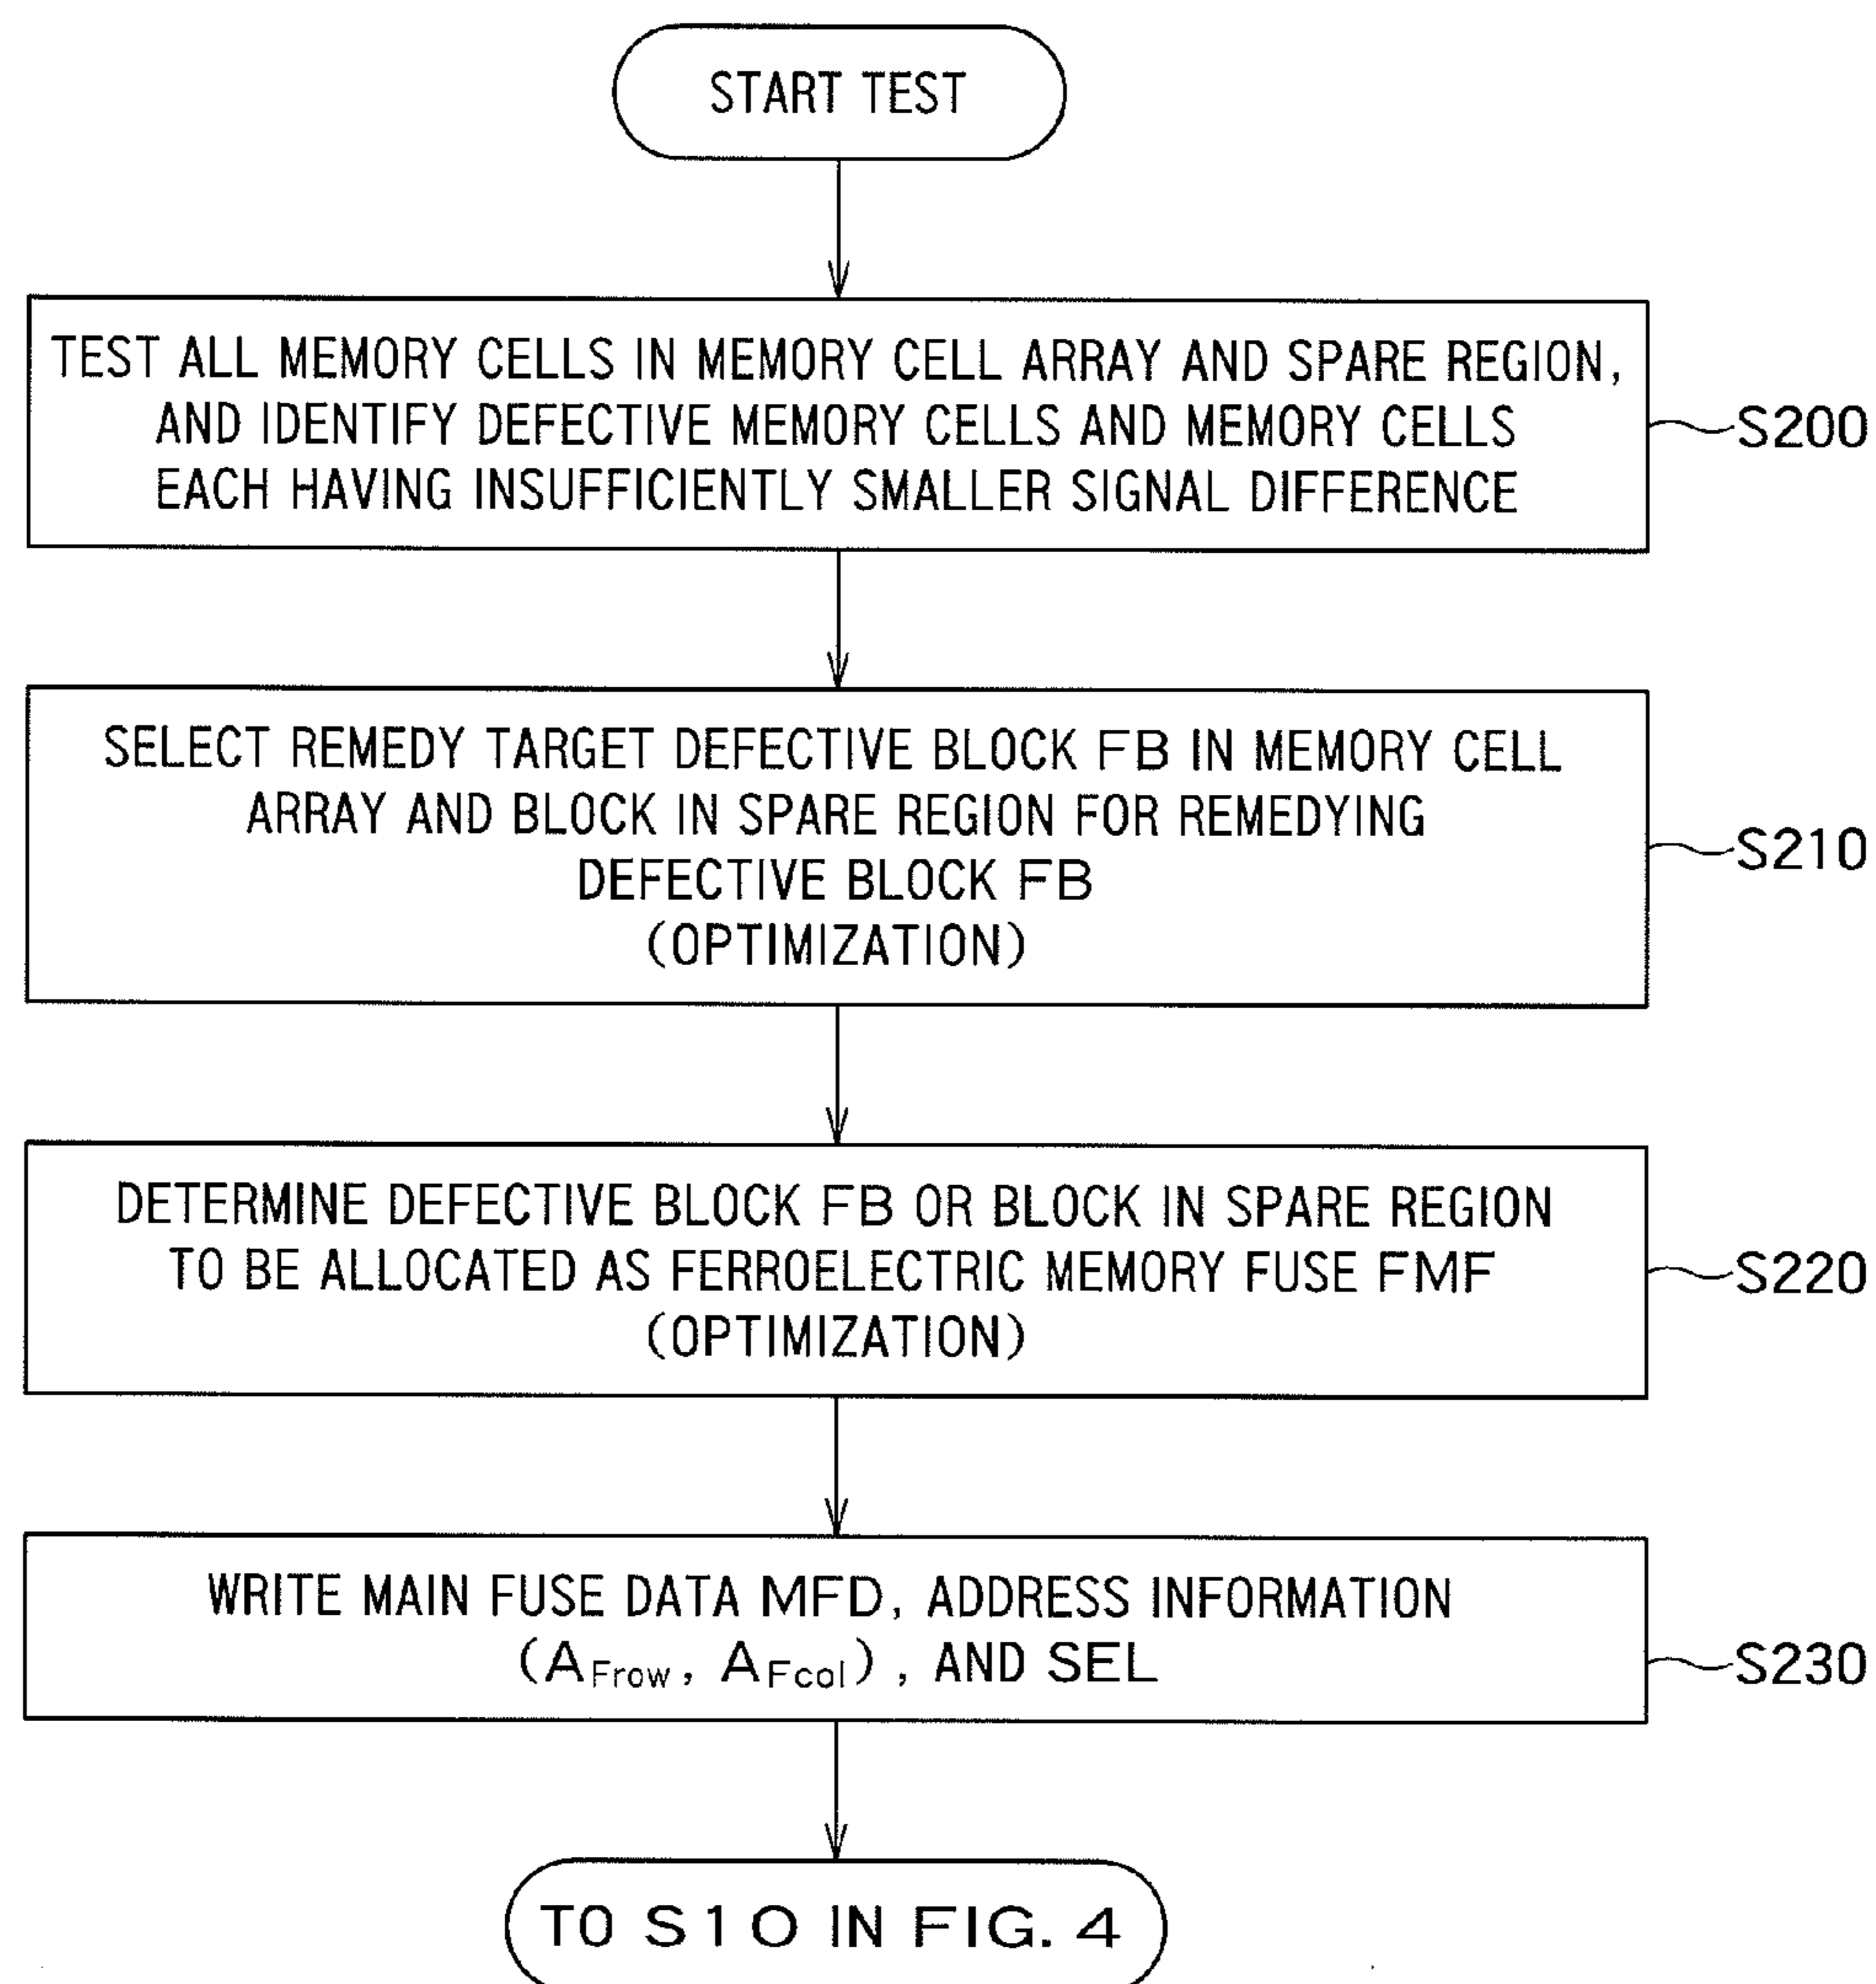 START TEST
TEST ALL MEMORY CELLS IN MEMORY CELL ARRAY AND SPARE REGION,
AND IDENTIFY DEFECTIVE MEMORY CELLS AND MEMORY CELLS
EACH HAVING INSUFFICIENTLY SMALLER SIGNAL DIFFERENCE
S200
SELECT REMEDY TARGET DEFECTIVE BLOCK FB IN MEMORY CELL
ARRAY AND BLOCK IN SPARE REGION FOR REMEDYING
DEFECTIVE BLOCK FB
(OPTIMIZATION)
S210
DETERMINE DEFECTIVE BLOCK FB OR BLOCK IN SPARE REGION
TO BE ALLOCATED AS FERROELECTRIC MEMORY FUSE FMF
(OPTIMIZATION)
S220
WRITE MAIN FUSE DATA MFD, ADDRESS INFORMATION
(AFrow, AFcol), AND SEL
S230
TO S10 IN FIG. 4